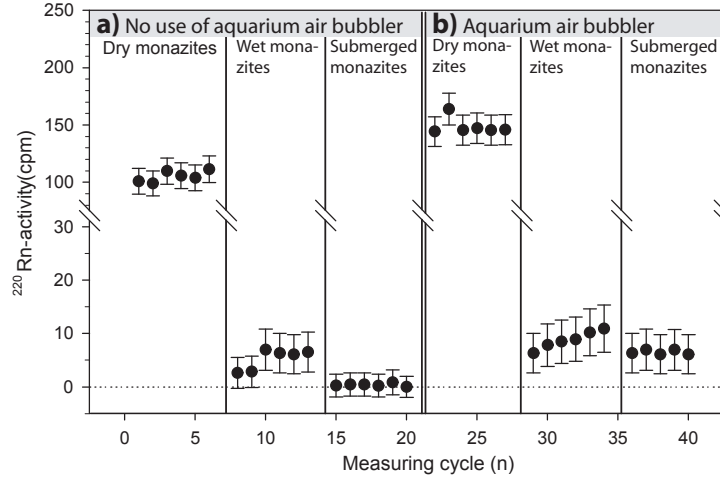 a) No use of aquarium air bubbler
b) Aquarium air bubbler
Dry monazites
Wet mona-
zites
Submerged
monazites
Dry mona-
zites
Wet mona-
zites
Submerged
monazites
250
200
150
100
30
20
10
0
220Rn-activity(cpm)
0
5
10
15
20
25
30
35
40
Measuring cycle (n)